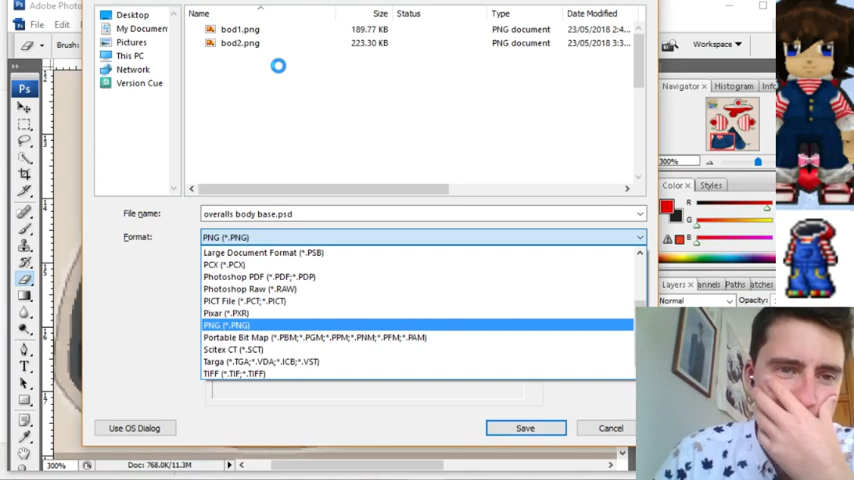 File
Edit
Brush:
Workspace
Desktop
My Documen
Pictures
This PC
Network
Version Cue
Name
Size
Status
Type
Date Modified
bod1.png
189.77 KB
PNG document
23/05/2018 2:4...
bod2.png
223.30 KB
PNG document
23/05/2018 3:3...
File name:
overalls body base.psd
Format:
PNG (*.PNG)
Large Document Format (*.PSB)
PCX (*.PCX)
Photoshop PDF (*.PDF;*.PDP)
Photoshop Raw (*.RAW)
PICT File (*.PCT;*.PICT)
Pixar (*.PXR)
PNG (*.PNG)
Portable Bit Map (*.PBM;*.PGM;*.PPM;*.PNM;*.PFM;*.PAM)
Scitex CT (*.SCT)
Targa (*.TGA;*.VDA;*.ICB;*.VST)
TIFF (*.TIF;*.TIFF)
Use OS Dialog
Save
Cancel
Ps
Navigator
Histogram
300%
Color
Styles
R
G
B
Layers
annels
Paths
Normal
Opacity:
300%
Doc: 768.0K/11.3M